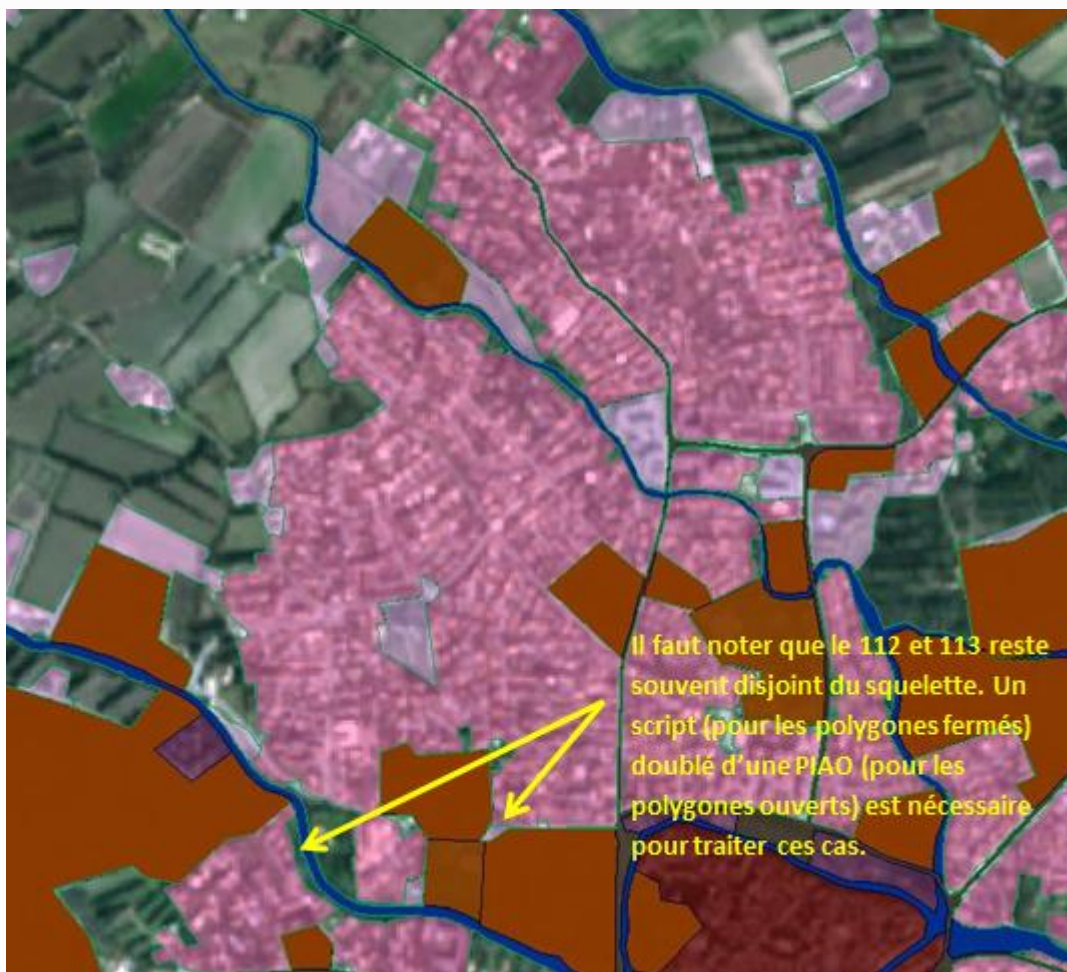 Il faut noter que le 112 et 113 reste
souvent disjoint du squelette. Un
script (pour les polygones fermés)
doublé d'une PIAO (pour les
polygones ouverts) est nécessaire
pour traiter ces cas.